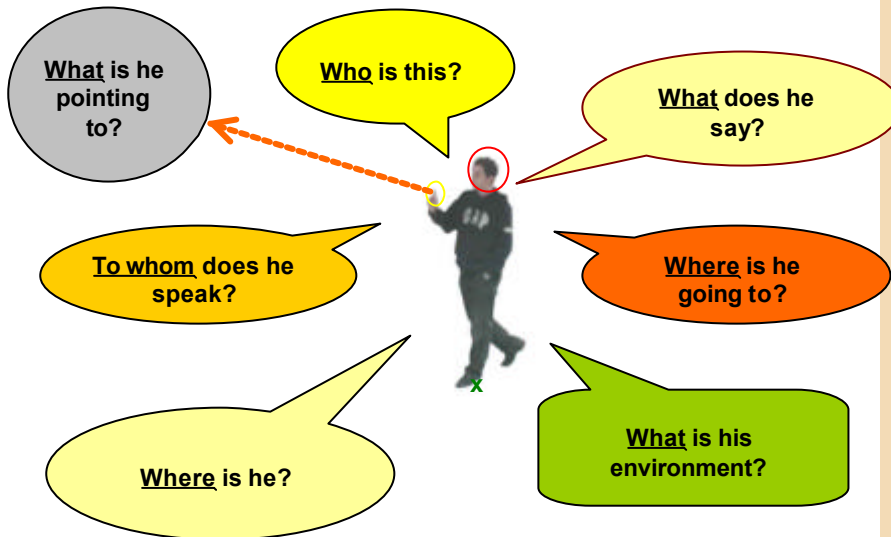 What is he
pointing
to?
Who is this?
What does he
say?
To whom does he
speak?
GAP
Where is he
going to?
Where is he?
What is his
environment?
x